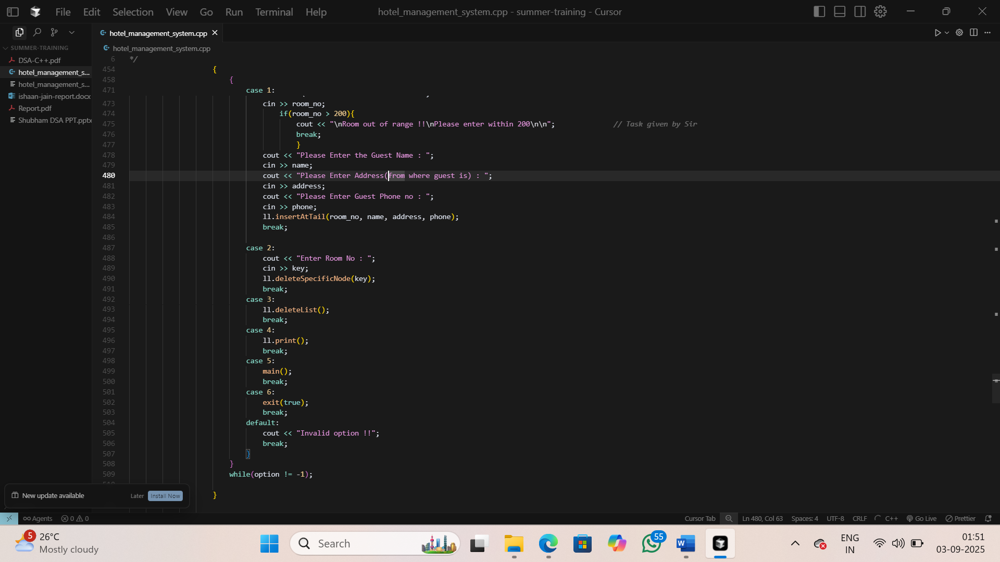 File Edit Selection View Go Run Terminal Help
hotel_management_system.cpp - summer-training - Cursor
SUMMER-TRAINING
DSA-C++.pdf
hotel_management_s...
hotel_management_s...
ishaan-jain-report.docx
Report.pdf
Shubham DSA PPT.pptx
hotel_management_system.cpp
hotel_management_system.cpp
6 */
454 {
458 {
471 case 1:
473 cin >> room_no;
474 if(room_no > 200){
475 cout << "\nRoom out of range !!\nPlease enter within 200\n\n"; // Task given by Sir
476 break;
477 }
478 cout << "Please Enter the Guest Name : ";
479 cin >> name;
480 cout << "Please Enter Address(from where guest is) : ";
481 cin >> address;
482 cout << "Please Enter Guest Phone no : ";
483 cin >> phone;
484 ll.insertAtTail(room_no, name, address, phone);
485 break;
486
487 case 2:
488 cout << "Enter Room No : ";
489 cin >> key;
490 ll.deleteSpecificNode(key);
491 break;
492 case 3:
493 ll.deleteList();
494 break;
495 case 4:
496 ll.print();
497 break;
498 case 5:
499 main();
500 break;
501 case 6:
502 exit(true);
503 break;
504 default:
505 cout << "Invalid option !!";
506 break;
507 }
508 }
509 while(option != -1);
}
New update available Later Install Now
Agents 0 0
Cursor Tab Ln 480, Col 63 Spaces: 4 UTF-8 CRLF C++ Go Live Prettier
5
26°C
Mostly cloudy
Search
55
ENG
IN
01:51
03-09-2025